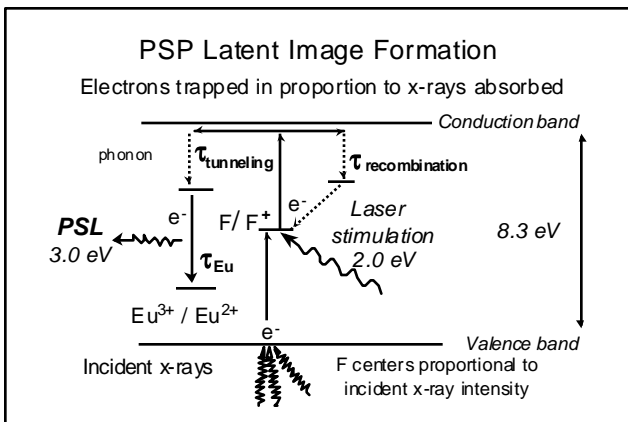 PSP Latent Image Formation
Electrons trapped in proportion to x-rays absorbed
Conduction band
phonon
τtunneling
τrecombination
e-
e-
F/ F+
Laser
stimulation
2.0 eV
PSL
3.0 eV
8.3 eV
τEu
Eu3+ / Eu2+
e-
Valence band
Incident x-rays
F centers proportional to
incident x-ray intensity